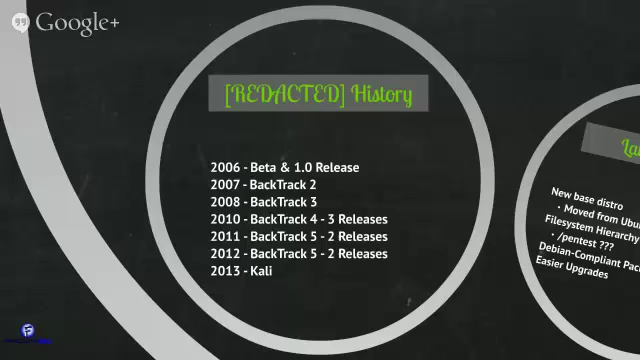 Google+
[REDACTED] History
2006 - Beta & 1.0 Release
2007 - BackTrack 2
2008 - BackTrack 3
2010 - BackTrack 4 - 3 Releases
2011 - BackTrack 5 - 2 Releases
2012 - BackTrack 5 - 2 Releases
2013 - Kali
New base distro
• Moved from Ubu
Filesystem Hierarchy
• /pentest ???
Debian-Compliant Pac
Easier Upgrades